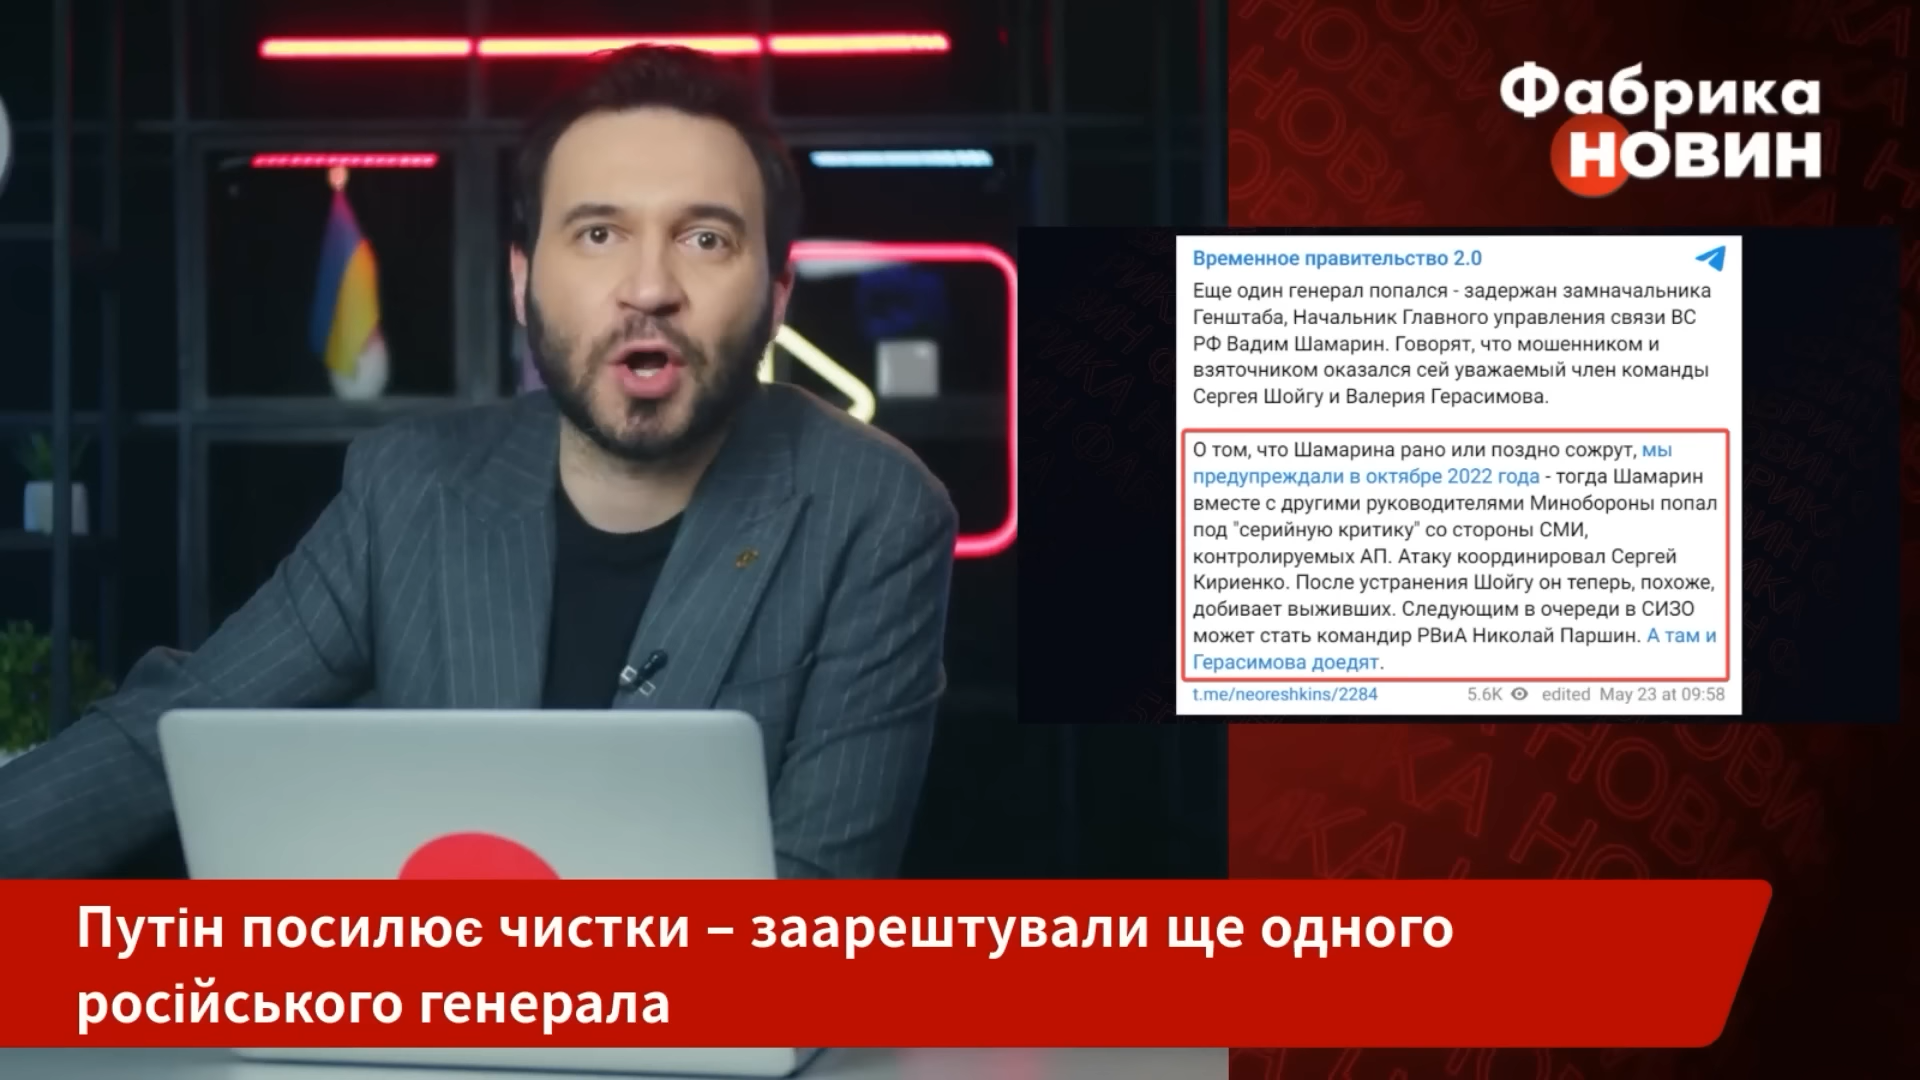 Фабрика
новин
Временное правительство 2.0
Еще один генерал попался - задержан замначальника
Генштаба, Начальник Главного управления связи ВС
РФ Вадим Шамарин. Говорят, что мошенником и
взяточником оказался сей уважаемый член команды
Сергея Шойгу и Валерия Герасимова.
О том, что Шамарина рано или поздно сожрут, мы
предупреждали в октябре 2022 года - тогда Шамарин
вместе с другими руководителями Минобороны попал
под "серийную критику" со стороны СМИ,
контролируемых АП. Атаку координировал Сергей
Кириенко. После устранения Шойгу он теперь, похоже,
добивает выживших. Следующим в очереди в СИЗО
может стать командир РВиА Николай Паршин. А там и
Герасимова доедят.
t.me/neoreshkins/2284 5.6K edited May 23 at 09:58
Путін посилює чистки – заарештували ще одного
російського генерала